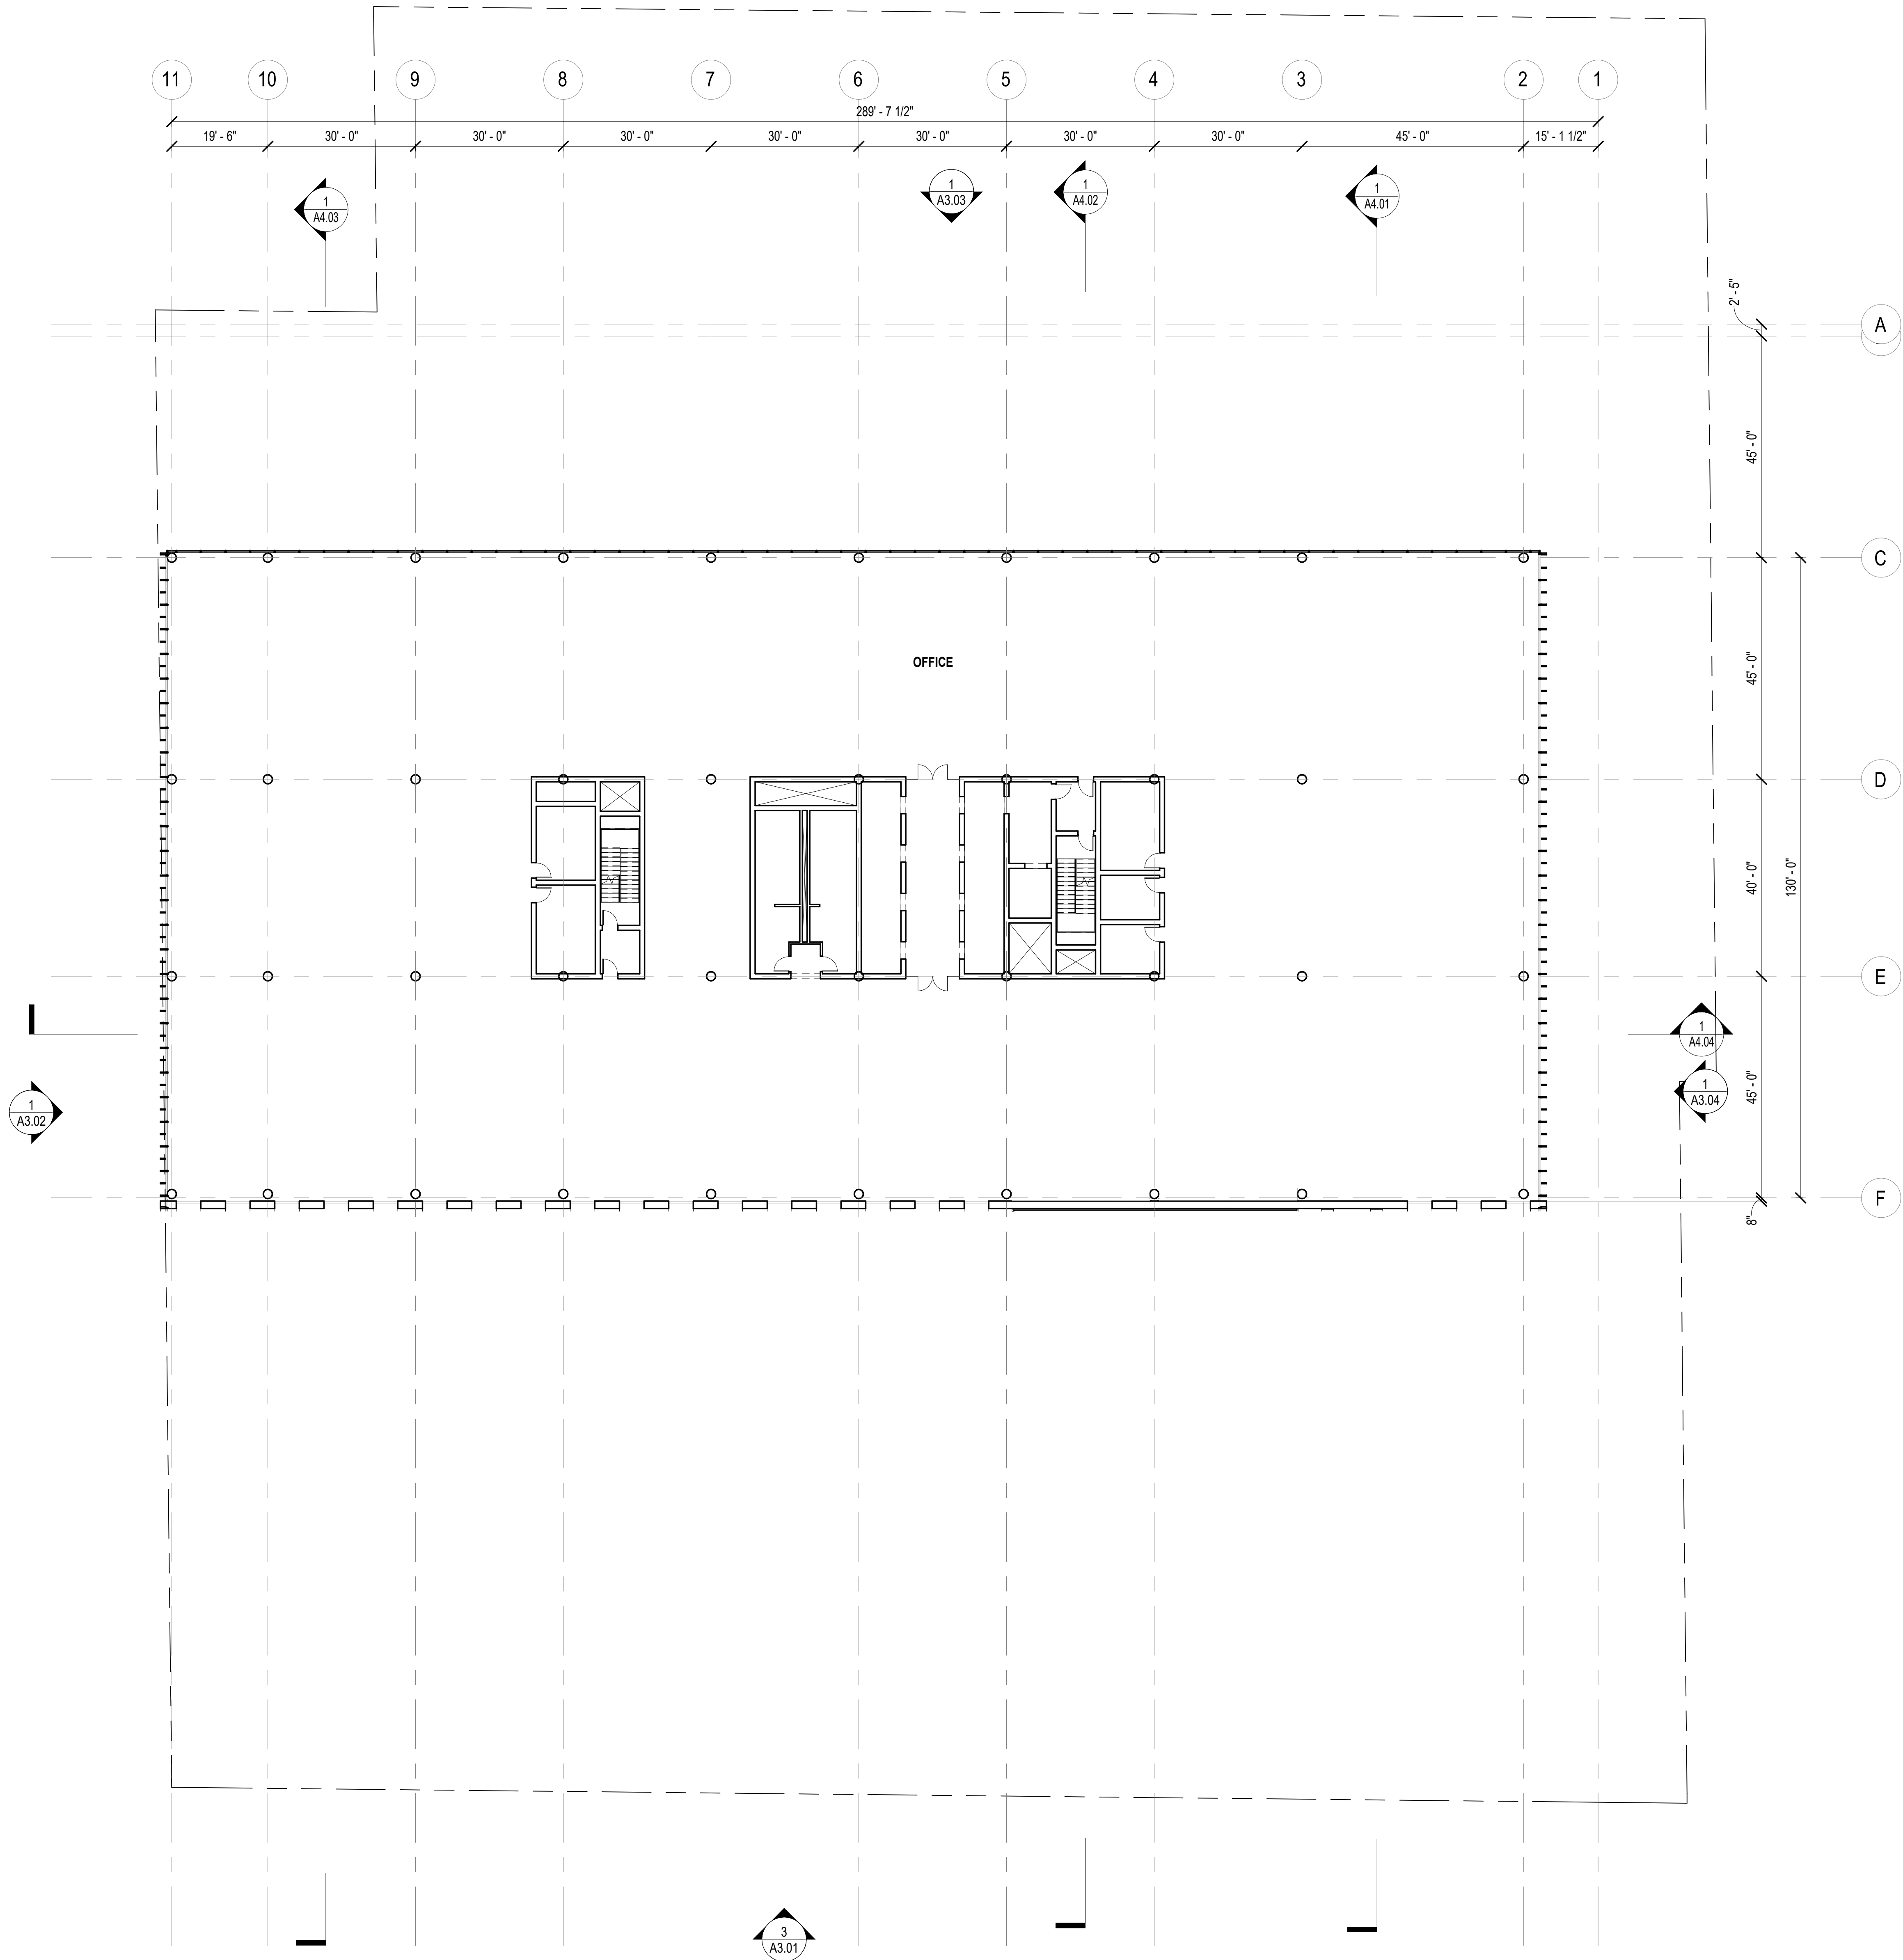 11 10 9 8 7 6 5 4 3 2 1
289' - 7 1/2"
19' - 6" 30' - 0" 30' - 0" 30' - 0" 30' - 0" 30' - 0" 30' - 0" 30' - 0" 45' - 0" 15' - 1 1/2"
1
A4.03
1
A3.03
1
A4.02
1
A4.01
2' - 5"
A
45' - 0"
C
OFFICE
45' - 0"
D
40' - 0"
130' - 0"
E
1
A4.04
1
A3.04
1
A3.02
45' - 0"
F
8"
3
A3.01